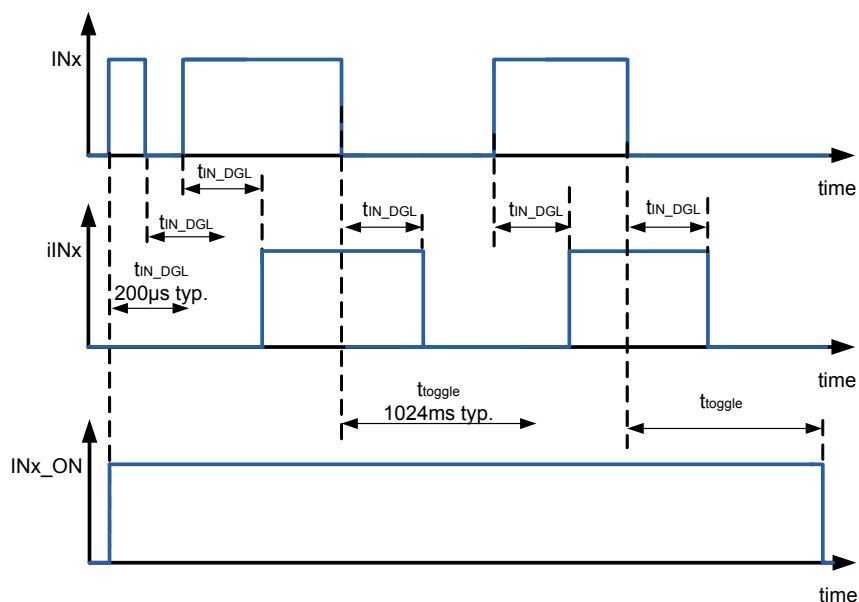 INx
time
tIN_DGL
tIN_DGL
tIN_DGL
tIN_DGL
tIN_DGL
iINx
tIN_DGL
200µs typ.
time
ttoggle
1024ms typ.
ttoggle
INx_ON
time